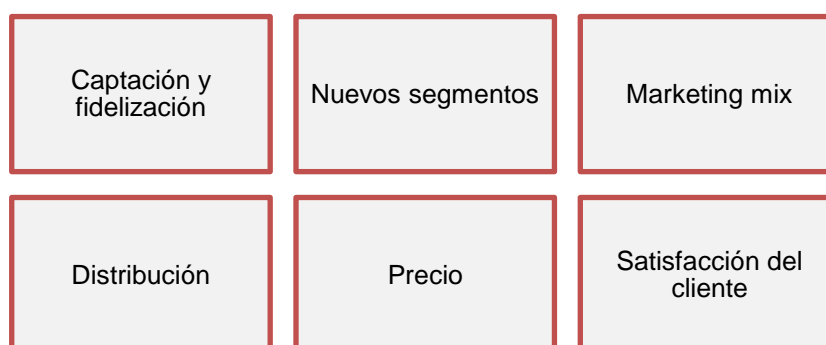 Captación y
fidelización
Nuevos segmentos
Marketing mix
Distribución
Precio
Satisfacción del
cliente